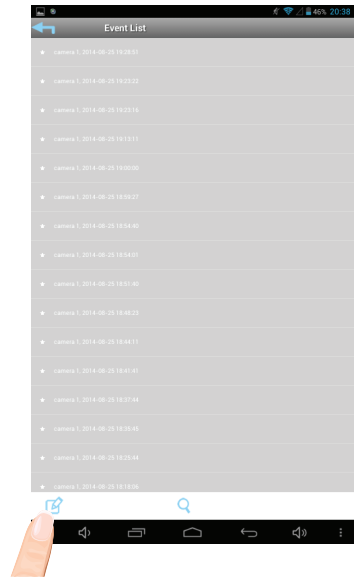 46% 20:38
Event List
camera 1, 2014-08-25 19:38:51
camera 1, 2014-08-25 19:23:22
camera 1, 2014-08-25 19:23:16
camera 1, 2014-08-25 19:13:11
camera 1, 2014-08-25 19:00:00
camera 1, 2014-08-25 18:59:27
camera 1, 2014-08-25 18:54:40
camera 1, 2014-08-25 18:54:01
camera 1, 2014-08-25 18:51:40
camera 1, 2014-08-25 18:48:23
camera 1, 2014-08-25 18:44:11
camera 1, 2014-08-25 18:41:41
camera 1, 2014-08-25 18:37:44
camera 1, 2014-08-25 18:35:46
camera 1, 2014-08-25 18:25:44
camera 1, 2014-08-25 18:18:06